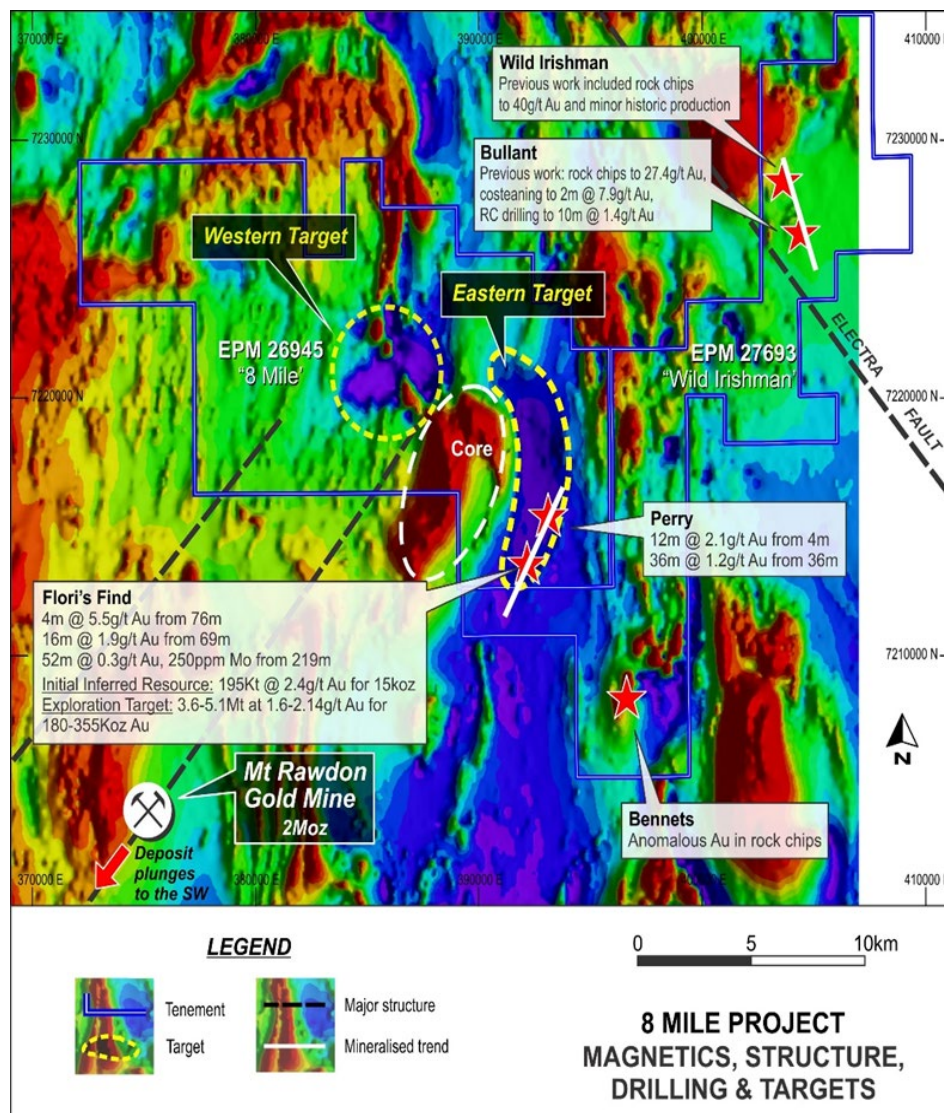 370000 E
380000 E
390000 E
400000 E
410000 E
Wild Irishman
Previous work included rock chips
to 40g/t Au and minor historic production
7230000 N
7230000 N
Bullant
Previous work: rock chips to 27.4g/t Au,
costeaning to 2m @ 7.9g/t Au,
RC drilling to 10m @ 1.4g/t Au
Western Target
Eastern Target
EPM 26945
"8 Mile'
EPM 27693
"Wild Irishman'
ELECTRA
FAULT
7220000 N
7220000 N
Core
Perry
12m @ 2.1g/t Au from 4m
36m @ 1.2g/t Au from 36m
Flori's Find
4m @ 5.5g/t Au from 76m
16m @ 1.9g/t Au from 69m
52m @ 0.3g/t Au, 250ppm Mo from 219m
Initial Inferred Resource: 195Kt @ 2.4g/t Au for 15koz
Exploration Target: 3.6-5.1Mt at 1.6-2.14g/t Au for
180-355Koz Au
7210000 N
N
Mt Rawdon
Gold Mine
2Moz
Deposit
plunges
to the SW
Bennets
Anomalous Au in rock chips
370000 E
380000 E
390000 E
410000 E
LEGEND
Tenement
Target
Major structure
Mineralised trend
0
5
10km
8 MILE PROJECT
MAGNETICS, STRUCTURE,
DRILLING & TARGETS